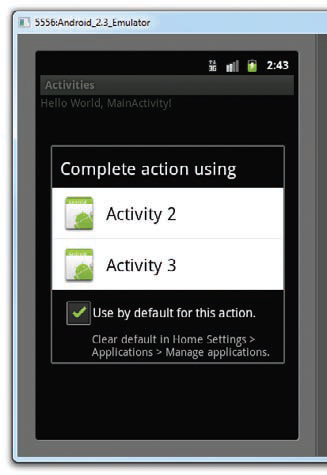 5556:Android_2.3_Emulator
3G 2:43
Activities
Hello World, MainActivity!
Complete action using
Activity 2
Activity 3
Use by default for this action.
Clear default in Home Settings >
Applications > Manage applications.